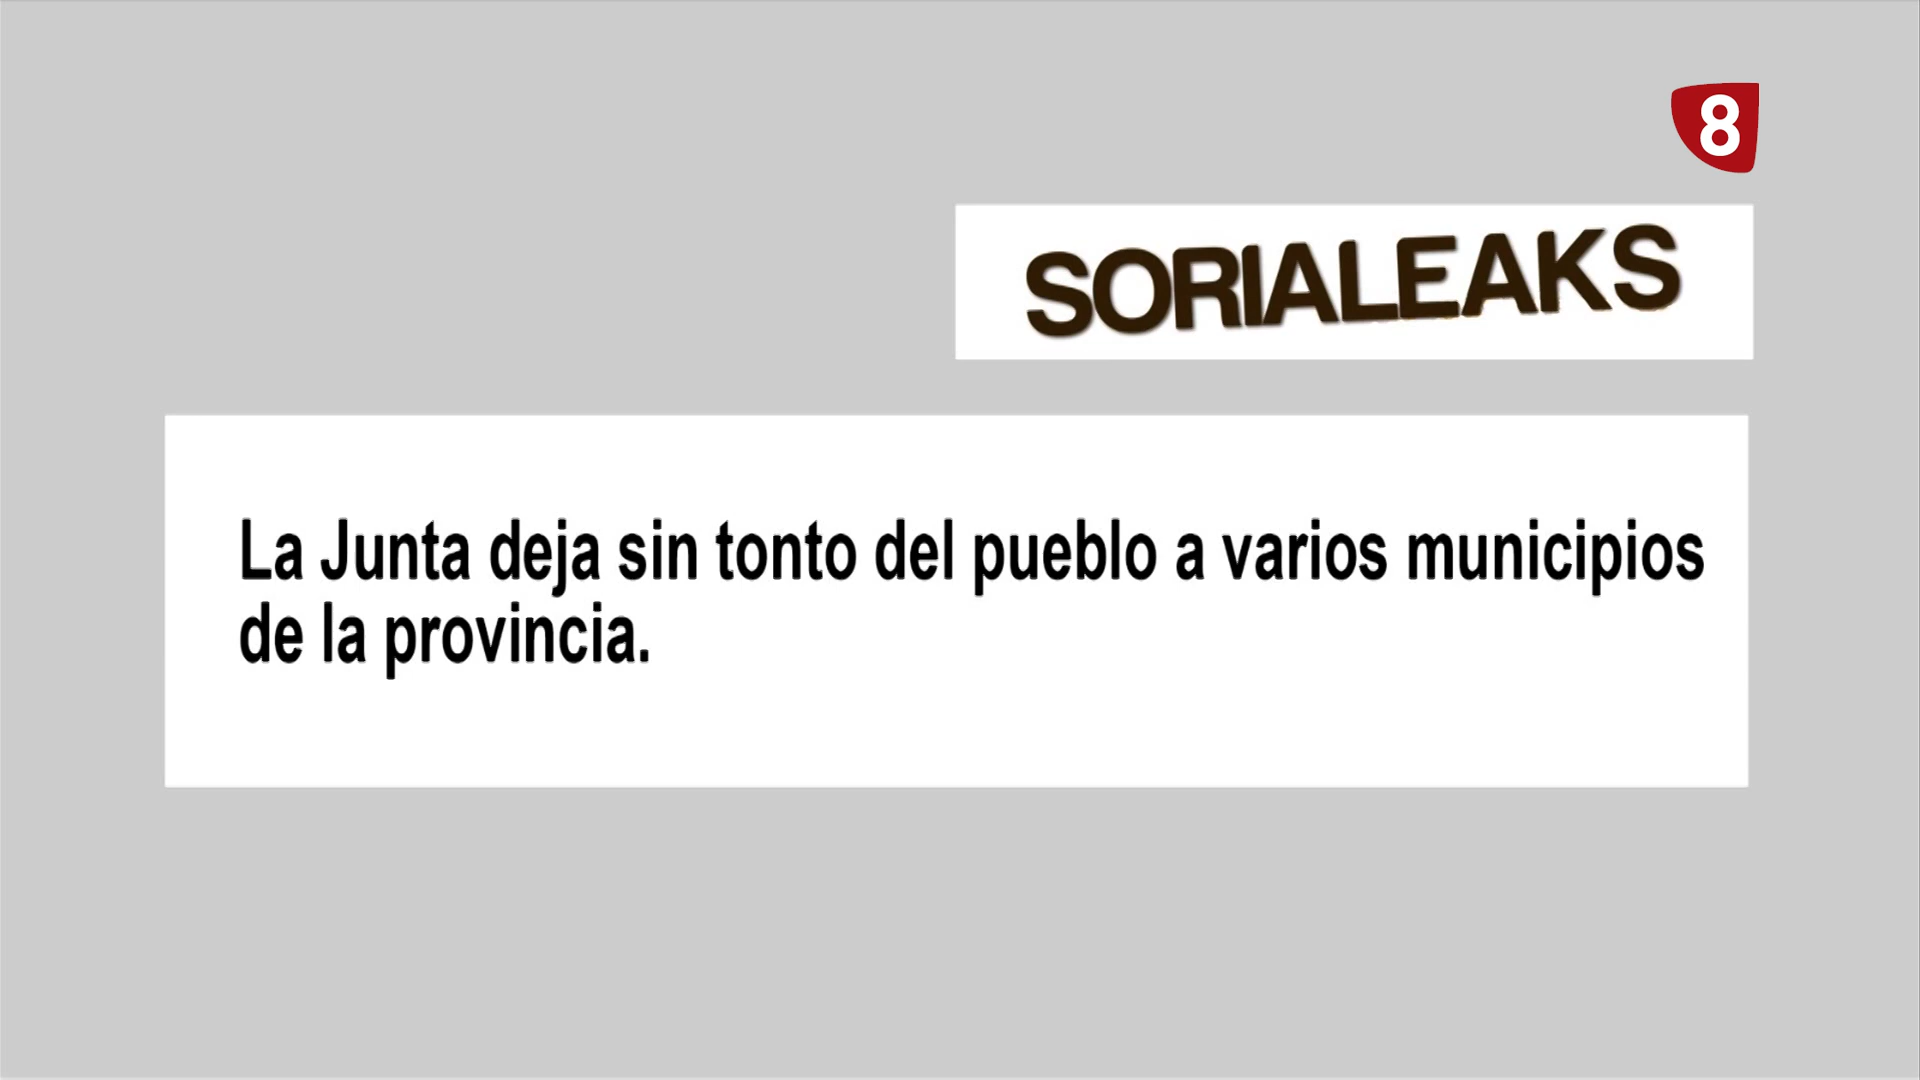 8
SORIALEAKS
La Junta deja sin tonto del pueblo a varios municipios
de la provincia.